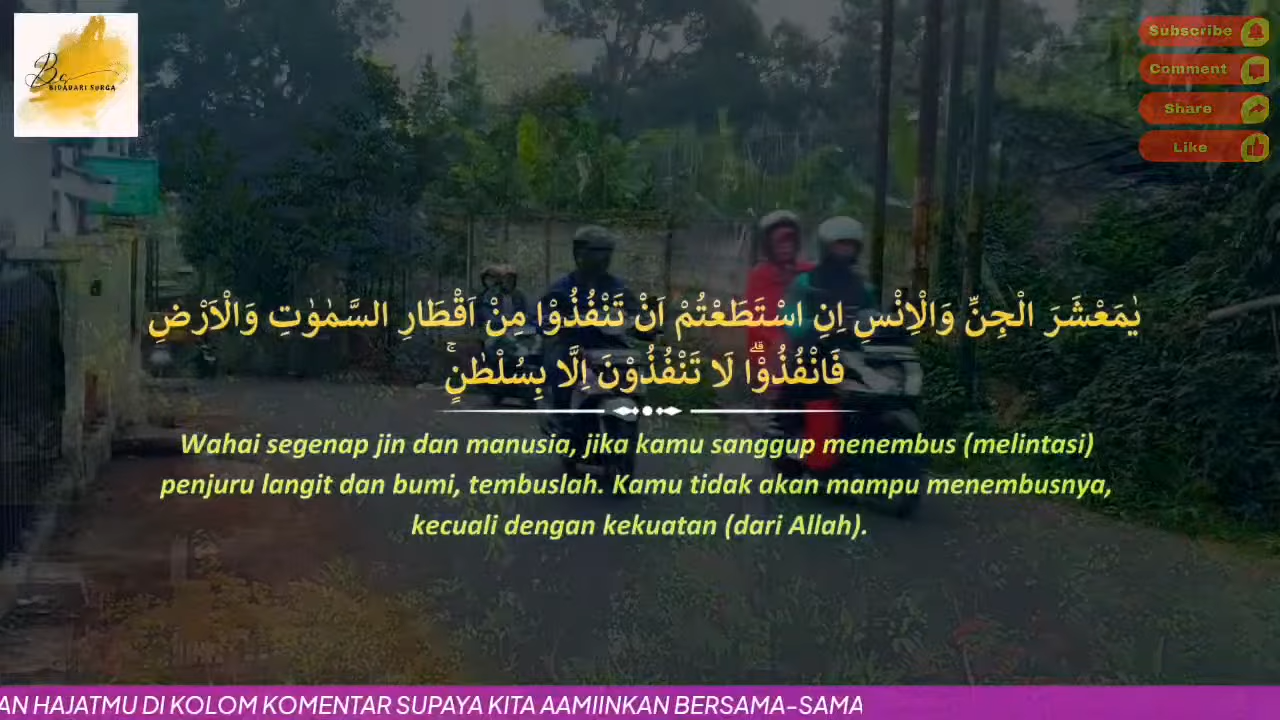 BIDADARI SURGA
Subscribe
Comment
Share
Like
يٰمَعْشَرَ الْجِنِّ وَالْاِنْسِ اِنِ اسْتَطَعْتُمْ اَنْ تَنْفُذُوْا مِنْ اَقْطَارِ السَّمٰوٰتِ وَالْاَرْضِ
فَانْفُذُوْاۗ لَا تَنْفُذُوْنَ اِلَّا بِسُلْطٰنٍۚ
Wahai segenap jin dan manusia, jika kamu sanggup menembus (melintasi)
penjuru langit dan bumi, tembuslah. Kamu tidak akan mampu menembusnya,
kecuali dengan kekuatan (dari Allah).
AN HAJATMU DI KOLOM KOMENTAR SUPAYA KITA AAMIINKAN BERSAMA-SAMA